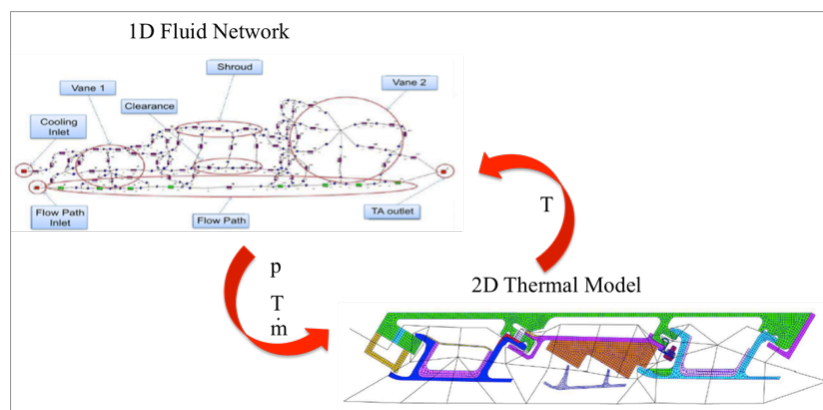 1D Fluid Network
Shroud
Vane 1
Vane 2
Clearance
Cooling
Inlet
Flow Path
Inlet
Flow Path
TA outlet
T
p
T
ṁ
2D Thermal Model